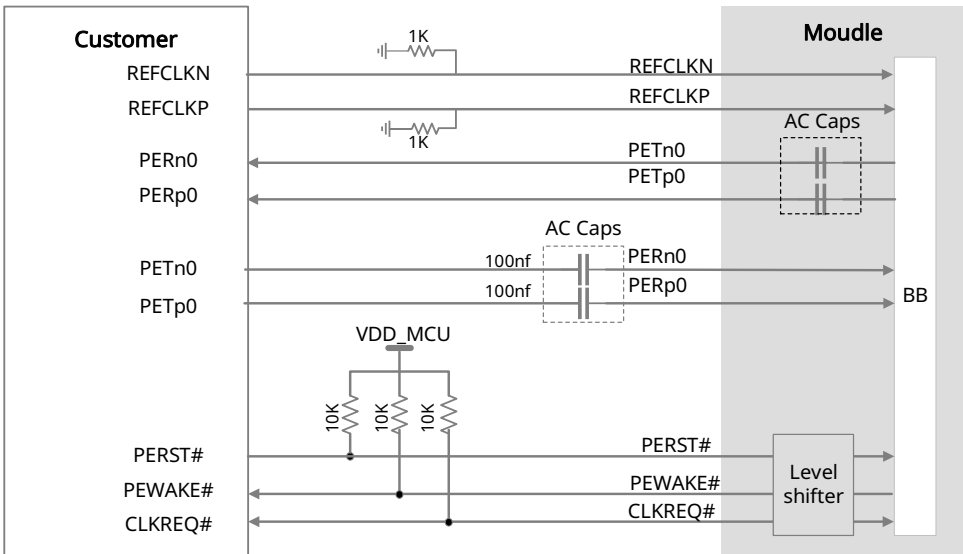 Customer
Moudle
1K
REFCLKN
REFCLKN
REFCLKP
REFCLKP
1K
AC Caps
PERn0
PETn0
PERp0
PETp0
AC Caps
PETn0
100nf
PERn0
PETp0
100nf
PERp0
BB
VDD_MCU
10K
10K
10K
PERST#
PERST#
PEWAKE#
PEWAKE#
CLKREQ#
CLKREQ#
Level
shifter